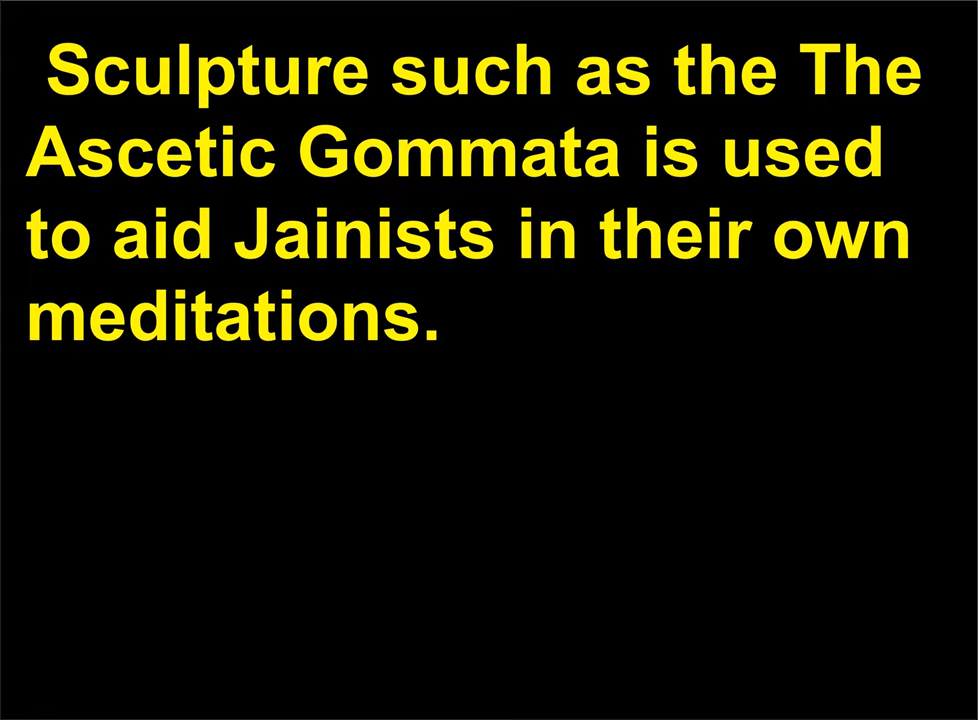 Sculpture such as the The
Ascetic Gommata is used
to aid Jainists in their own
meditations.